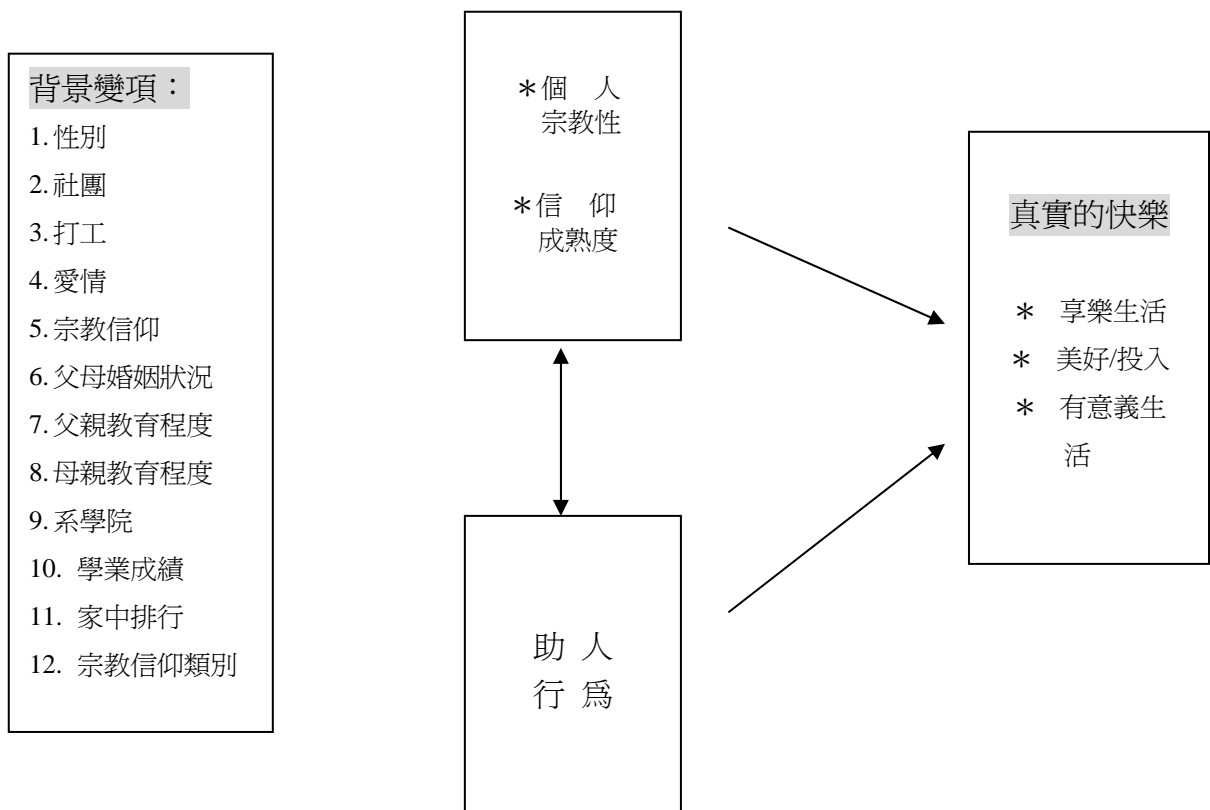 背景變項：
1. 性別
2. 社團
3. 打工
4. 愛情
5. 宗教信仰
6. 父母婚姻狀況
7. 父親教育程度
8. 母親教育程度
9. 系學院
10. 學業成績
11. 家中排行
12. 宗教信仰類別
＊個 人
宗教性
＊信 仰
成熟度
助 人
行 為
真實的快樂
＊ 享樂生活
＊ 美好/投入
＊ 有意義生
活